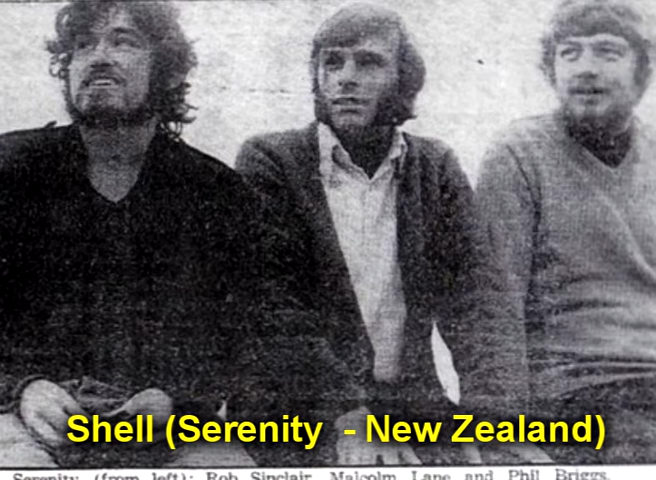 Shell (Serenity - New Zealand)
Serenity (from left): Rob Sinclair, Malcolm Lane and Phil Briggs.